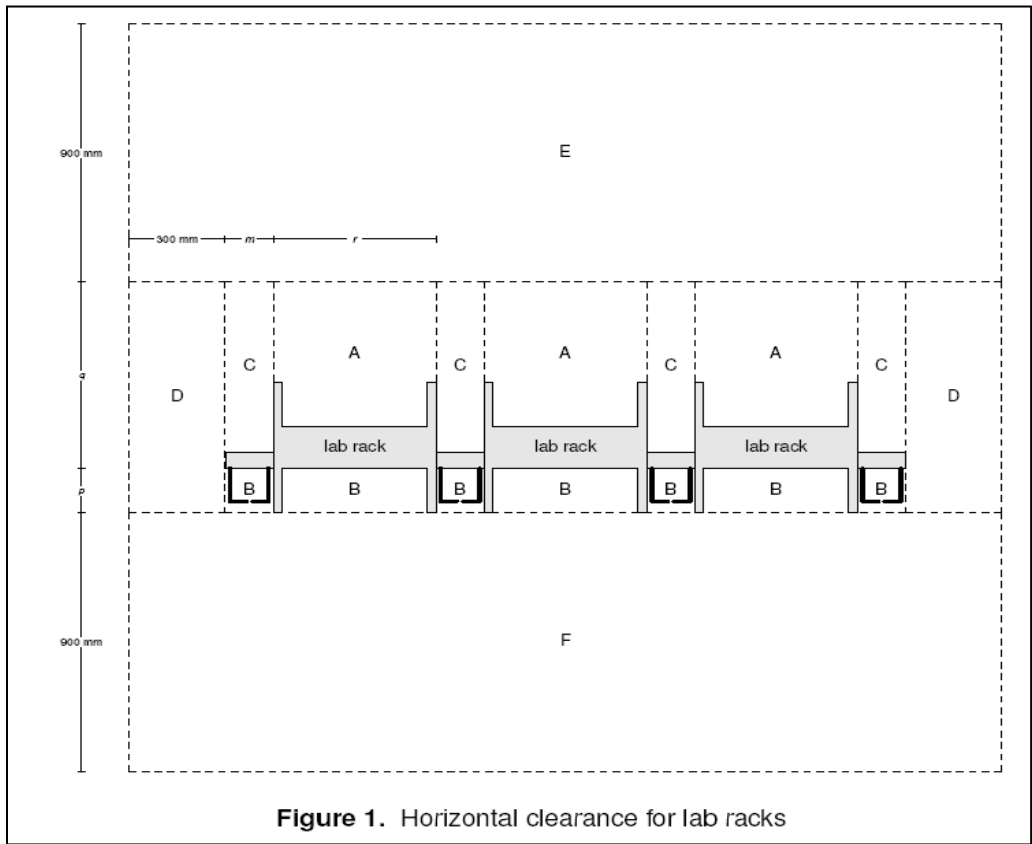 900 mm
E
300 mm m r
C A C A C A C
q
D D
lab rack lab rack lab rack
p
B B B B B B B
900 mm
F
Figure 1. Horizontal clearance for lab racks